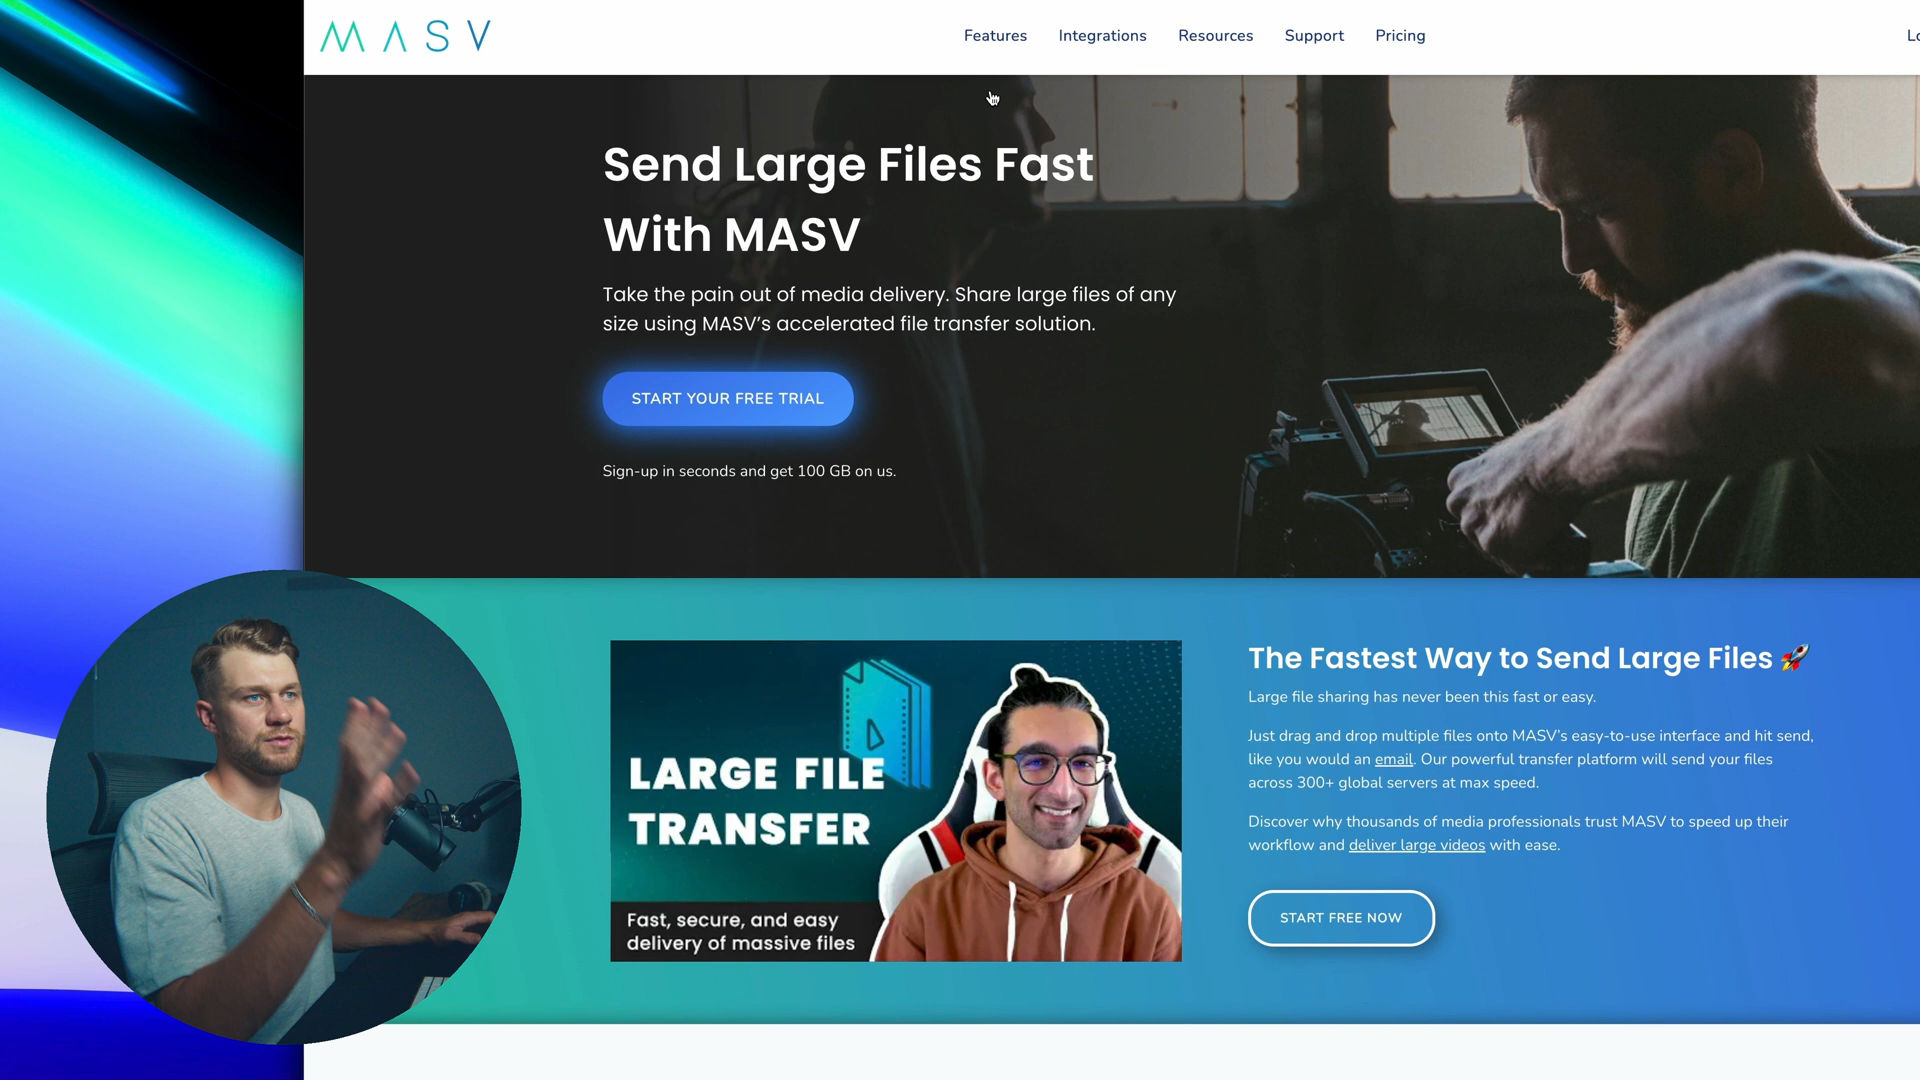 MASV
Features Integrations Resources Support Pricing
Send Large Files Fast
With MASV
Take the pain out of media delivery. Share large files of any
size using MASV’s accelerated file transfer solution.
START YOUR FREE TRIAL
Sign-up in seconds and get 100 GB on us.
LARGE FILE
TRANSFER
Fast, secure, and easy
delivery of massive files
The Fastest Way to Send Large Files 🚀
Large file sharing has never been this fast or easy.
Just drag and drop multiple files onto MASV’s easy-to-use interface and hit send,
like you would an email. Our powerful transfer platform will send your files
across 300+ global servers at max speed.
Discover why thousands of media professionals trust MASV to speed up their
workflow and deliver large videos with ease.
START FREE NOW